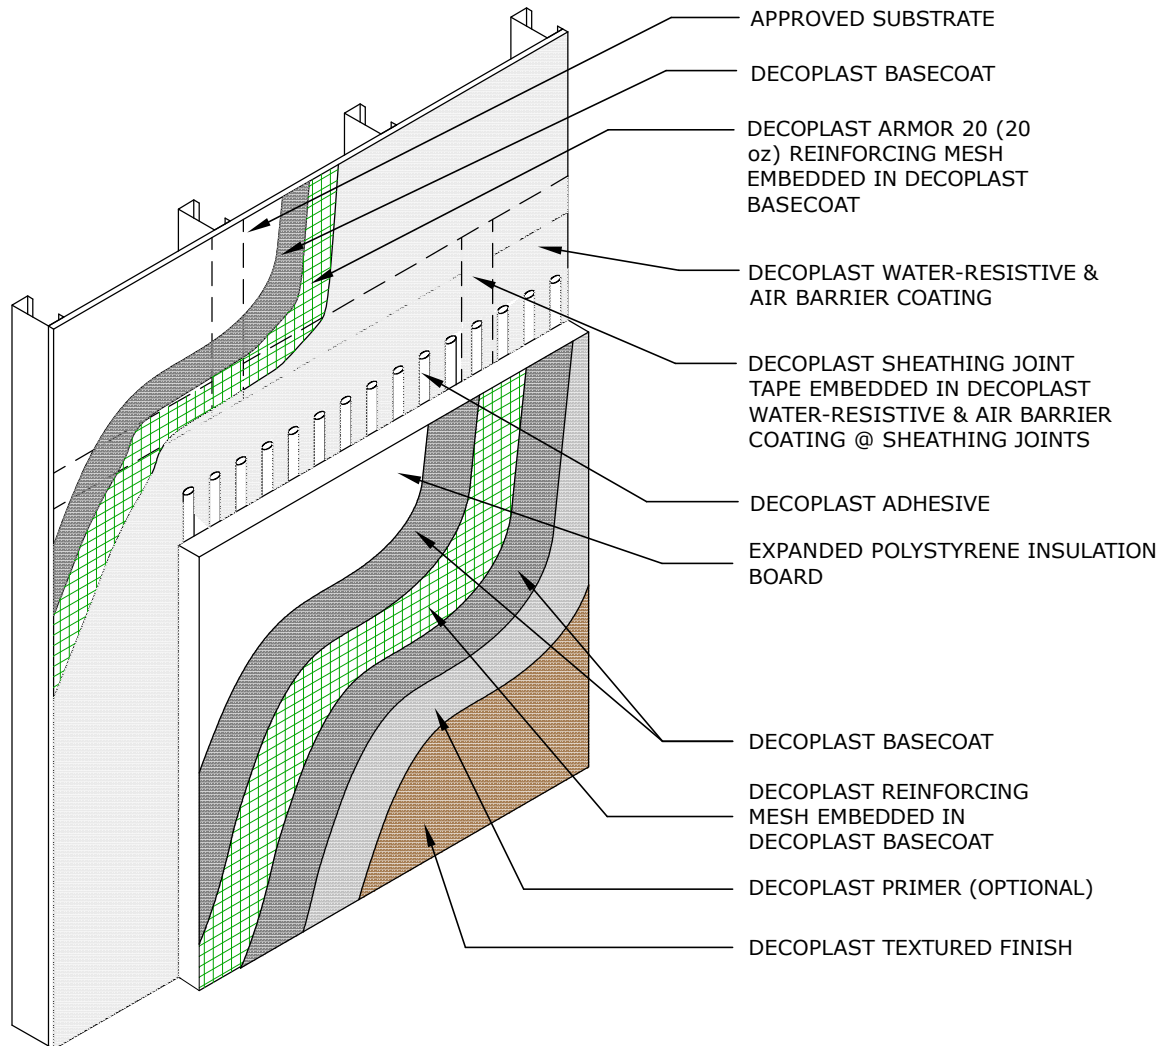 APPROVED SUBSTRATE
DECOPLAST BASECOAT
DECOPLAST ARMOR 20 (20
oz) REINFORCING MESH
EMBEDDED IN DECOPLAST
BASECOAT
DECOPLAST WATER-RESISTIVE &
AIR BARRIER COATING
DECOPLAST SHEATHING JOINT
TAPE EMBEDDED IN DECOPLAST
WATER-RESISTIVE & AIR BARRIER
COATING @ SHEATHING JOINTS
DECOPLAST ADHESIVE
EXPANDED POLYSTYRENE INSULATION
BOARD
DECOPLAST BASECOAT
DECOPLAST REINFORCING
MESH EMBEDDED IN
DECOPLAST BASECOAT
DECOPLAST PRIMER (OPTIONAL)
DECOPLAST TEXTURED FINISH